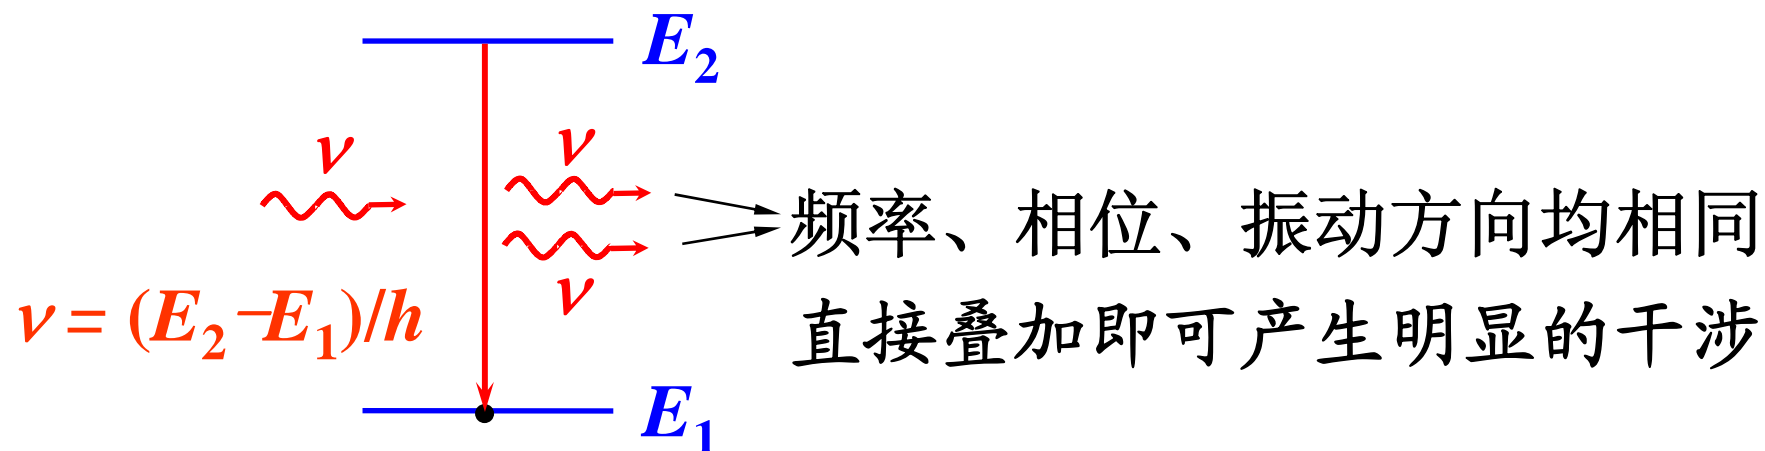 E₂
ν
ν
频率、相位、振动方向均相同
ν
ν = (E₂−E₁)/h
直接叠加即可产生明显的干涉
E₁